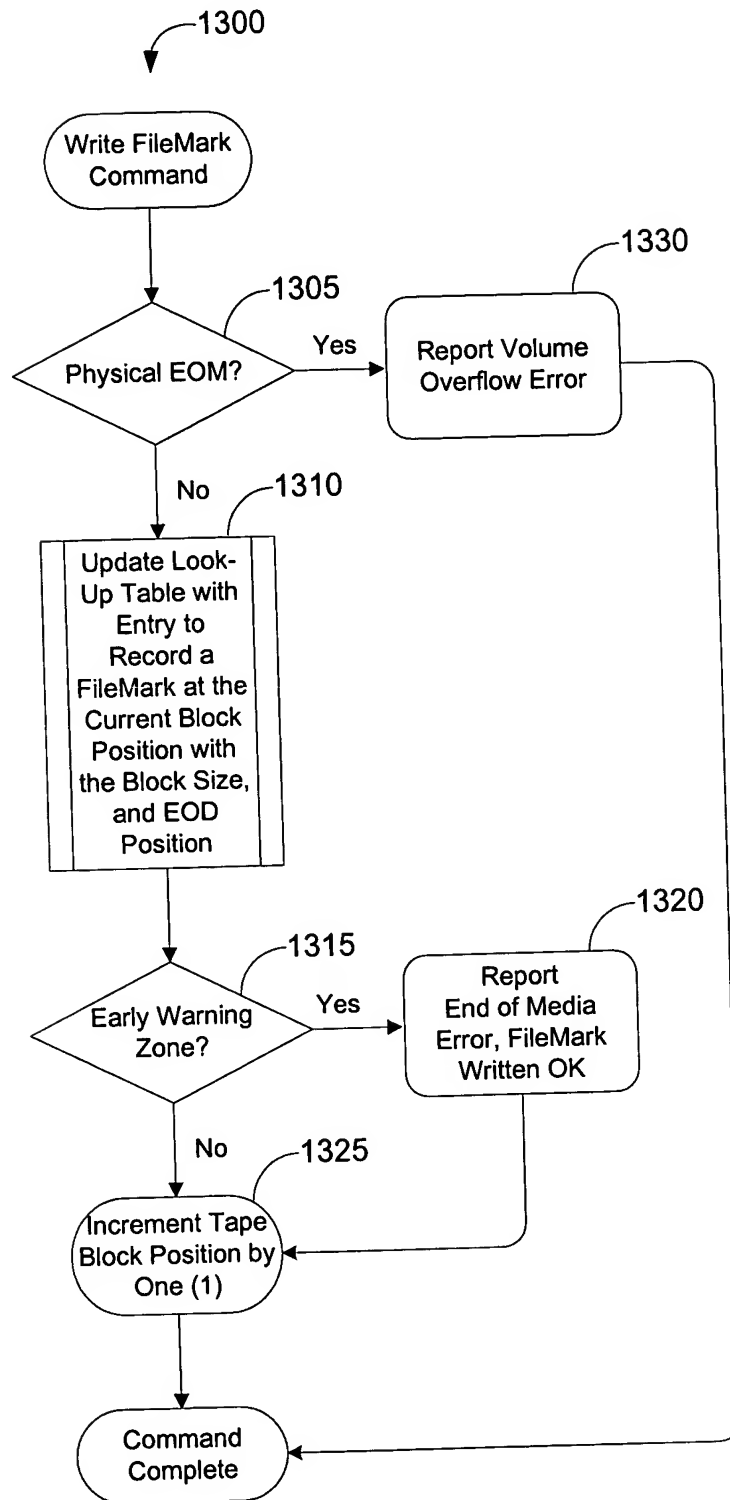 1300
Write FileMark
Command
1305
Physical EOM?
Yes
1330
Report Volume
Overflow Error
No
1310
Update Look-
Up Table with
Entry to
Record a
FileMark at the
Current Block
Position with
the Block Size,
and EOD
Position
1315
Early Warning
Zone?
Yes
1320
Report
End of Media
Error, FileMark
Written OK
No
1325
Increment Tape
Block Position by
One (1)
Command
Complete